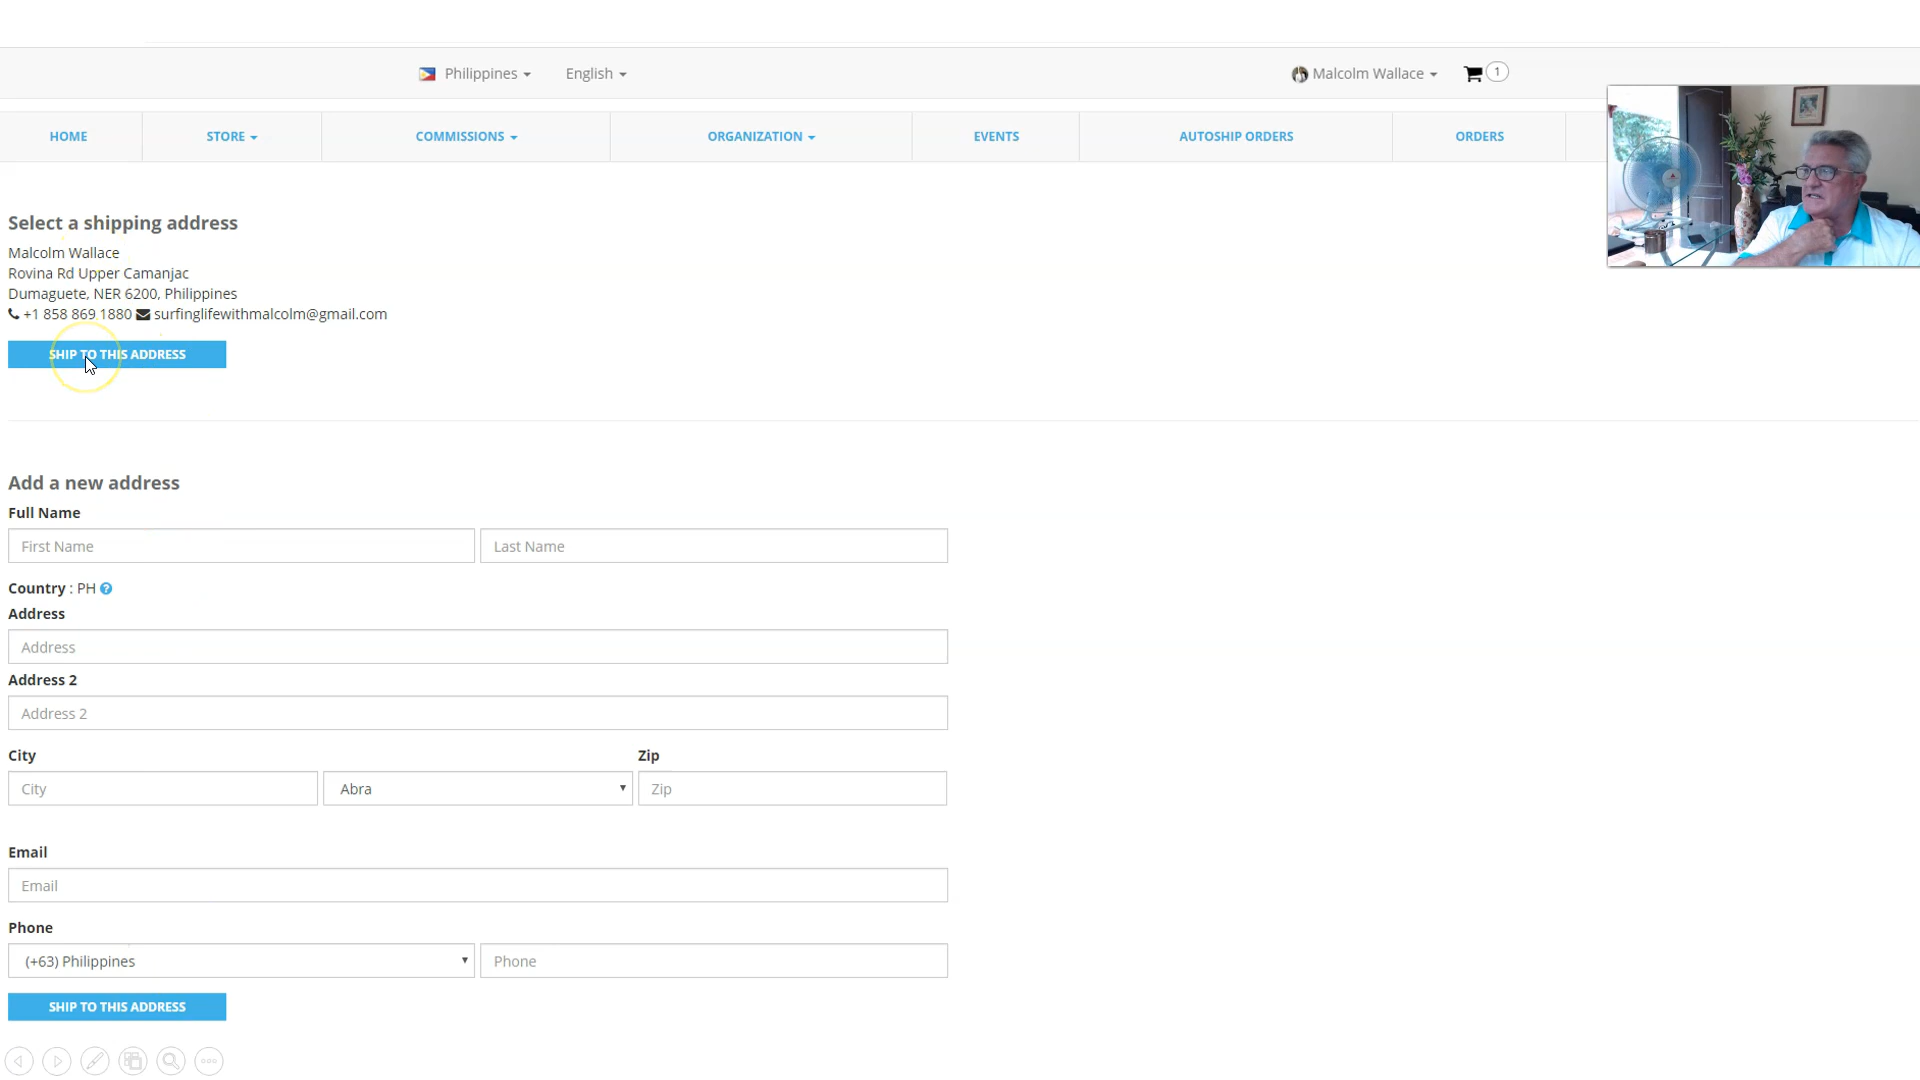 Philippines English Malcolm Wallace 1
HOME STORE COMMISSIONS ORGANIZATION EVENTS AUTOSHIP ORDERS ORDERS
Select a shipping address
Malcolm Wallace
Rovina Rd Upper Camanjac
Dumaguete, NER 6200, Philippines
+1 858 869 1880 surfinglifewithmalcolm@gmail.com
SHIP TO THIS ADDRESS
Add a new address
Full Name
First Name Last Name
Country : PH ?
Address
Address
Address 2
Address 2
City Zip
City Abra Zip
Email
Email
Phone
(+63) Philippines Phone
SHIP TO THIS ADDRESS